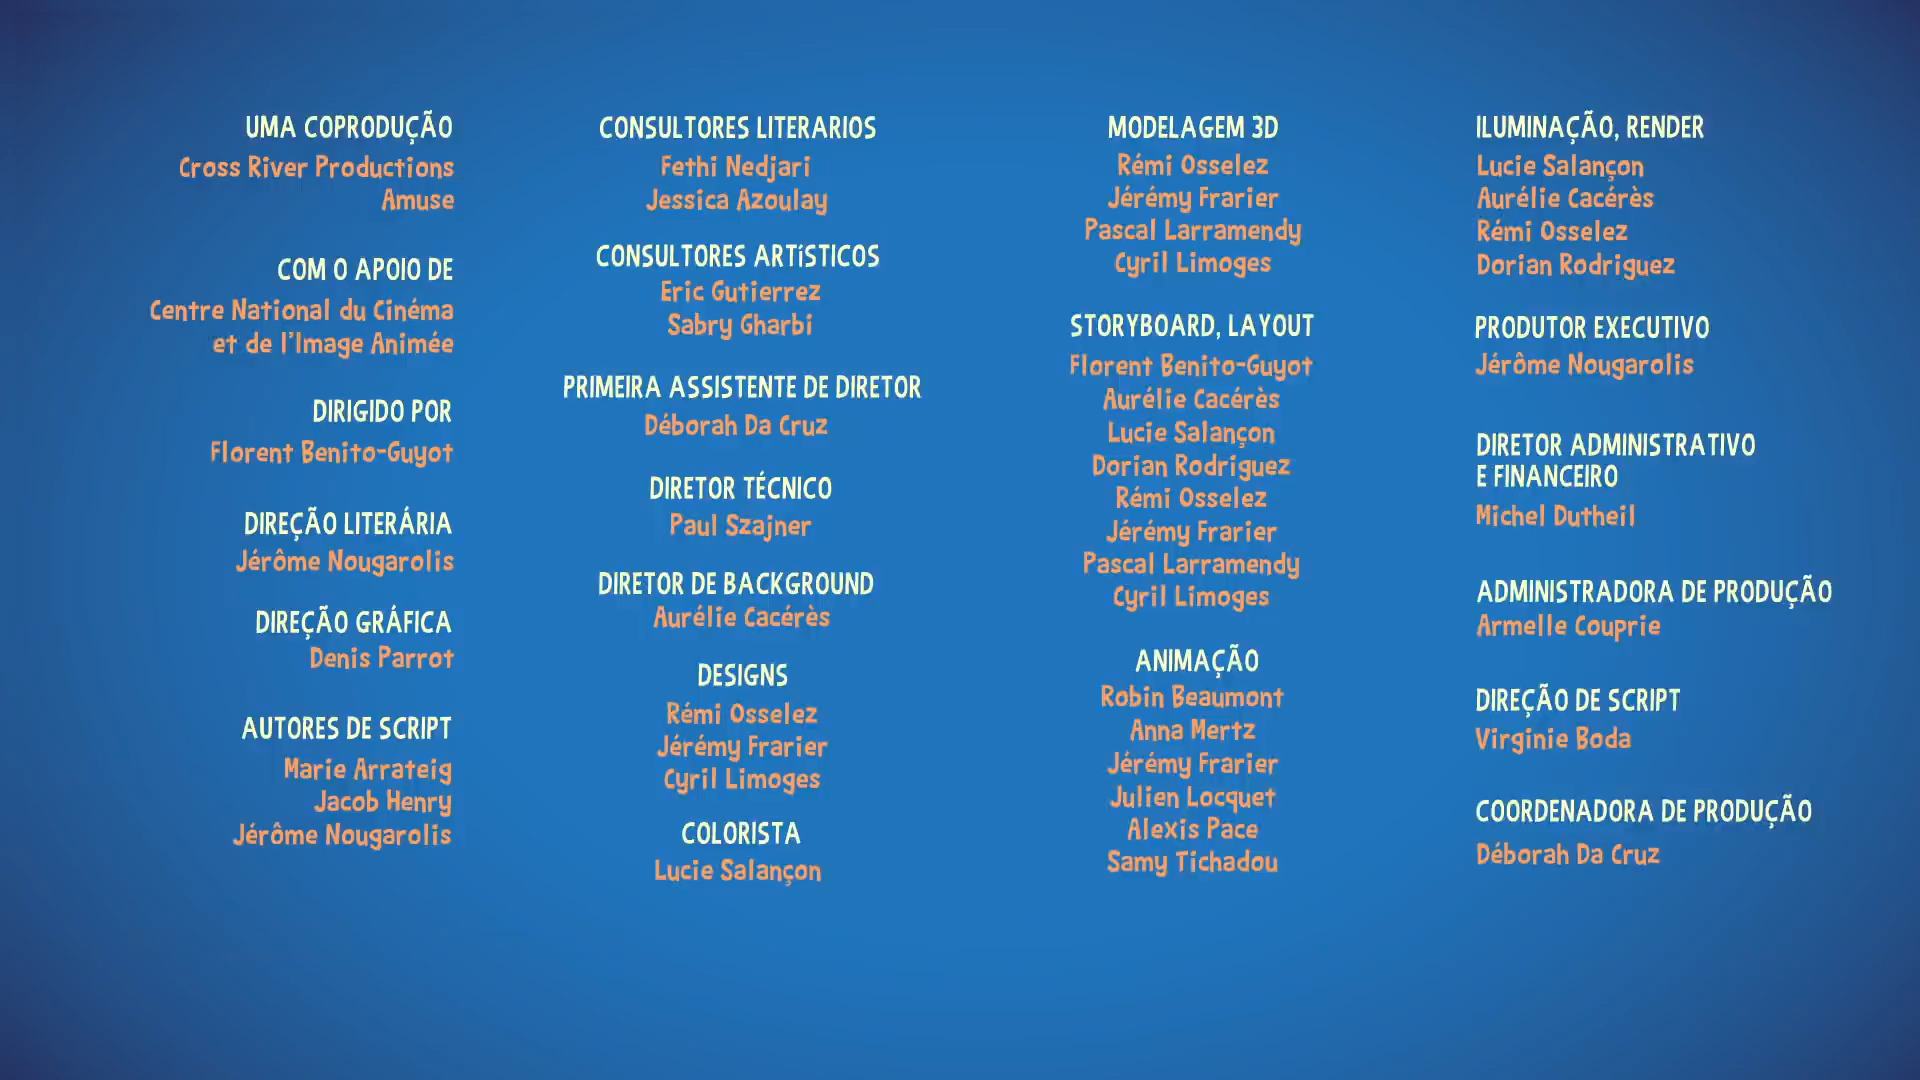 UMA COPRODUÇÃO
Cross River Productions
Amuse
COM O APOIO DE
Centre National du Cinéma
et de l'Image Animée
DIRIGIDO POR
Florent Benito-Guyot
DIREÇÃO LITERÁRIA
Jérôme Nougarolis
DIREÇÃO GRÁFICA
Denis Parrot
AUTORES DE SCRIPT
Marie Arrateig
Jacob Henry
Jérôme Nougarolis
CONSULTORES LITERARIOS
Fethi Nedjari
Jessica Azoulay
CONSULTORES ARTíSTICOS
Eric Gutierrez
Sabry Gharbi
PRIMEIRA ASSISTENTE DE DIRETOR
Déborah Da Cruz
DIRETOR TÉCNICO
Paul Szajner
DIRETOR DE BACKGROUND
Aurélie Cacérès
DESIGNS
Rémi Osselez
Jérémy Frarier
Cyril Limoges
COLORISTA
Lucie Salançon
MODELAGEM 3D
Rémi Osselez
Jérémy Frarier
Pascal Larramendy
Cyril Limoges
STORYBOARD, LAYOUT
Florent Benito-Guyot
Aurélie Cacérès
Lucie Salançon
Dorian Rodriguez
Rémi Osselez
Jérémy Frarier
Pascal Larramendy
Cyril Limoges
ANIMAÇÃO
Robin Beaumont
Anna Mertz
Jérémy Frarier
Julien Locquet
Alexis Pace
Samy Tichadou
ILUMINAÇÃO, RENDER
Lucie Salançon
Aurélie Cacérès
Rémi Osselez
Dorian Rodriguez
PRODUTOR EXECUTIVO
Jérôme Nougarolis
DIRETOR ADMINISTRATIVO
E FINANCEIRO
Michel Dutheil
ADMINISTRADORA DE PRODUÇÃO
Armelle Couprie
DIREÇÃO DE SCRIPT
Virginie Boda
COORDENADORA DE PRODUÇÃO
Déborah Da Cruz